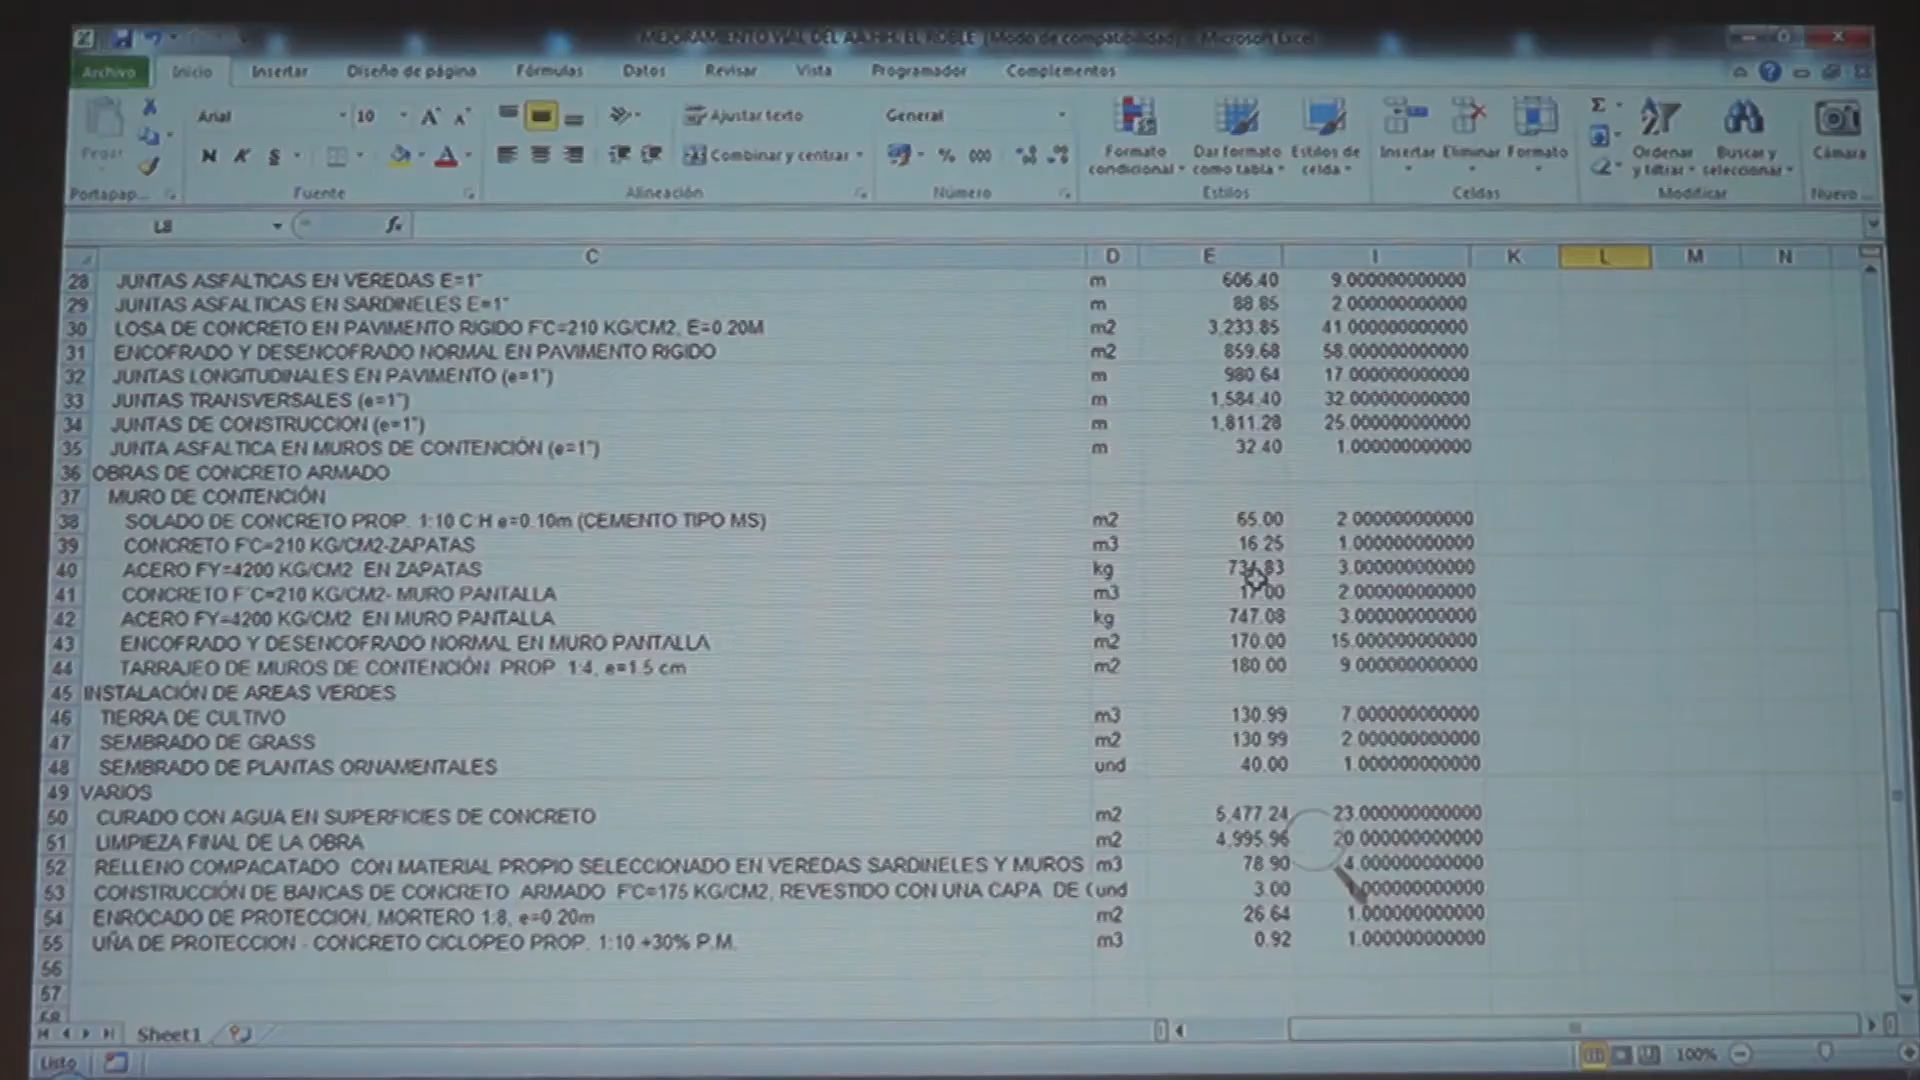 MEJORAMIENTO VIAL DEL AA.HH. EL ROBLE [Modo de compatibilidad] - Microsoft Excel
Archivo Inicio Insertar Diseño de página Fórmulas Datos Revisar Vista Programador Complementos
Arial 10 Ajustar texto General
N K S Combinar y centrar % 000
Pegar
Formato condicional Dar formato como tabla Estilos de celda Insertar Eliminar Formato Σ Ordenar y filtrar Buscar y seleccionar Cámara
Portapap... Fuente Alineación Número Estilos Celdas Modificar Nuevo...
L8 fx
C D E I K L M N
28 JUNTAS ASFALTICAS EN VEREDAS E=1" m 606.40 9.000000000000
29 JUNTAS ASFALTICAS EN SARDINELES E=1" m 88.85 2.000000000000
30 LOSA DE CONCRETO EN PAVIMENTO RIGIDO F'C=210 KG/CM2, E=0.20M m2 3,233.85 41.000000000000
31 ENCOFRADO Y DESENCOFRADO NORMAL EN PAVIMENTO RIGIDO m2 859.68 58.000000000000
32 JUNTAS LONGITUDINALES EN PAVIMENTO (e=1") m 980.64 17.000000000000
33 JUNTAS TRANSVERSALES (e=1") m 1,584.40 32.000000000000
34 JUNTAS DE CONSTRUCCION (e=1") m 1,811.28 25.000000000000
35 JUNTA ASFALTICA EN MUROS DE CONTENCIÓN (e=1") m 32.40 1.000000000000
36 OBRAS DE CONCRETO ARMADO
37 MURO DE CONTENCIÓN
38 SOLADO DE CONCRETO PROP. 1:10 C:H e=0.10m (CEMENTO TIPO MS) m2 65.00 2.000000000000
39 CONCRETO F'C=210 KG/CM2-ZAPATAS m3 16.25 1.000000000000
40 ACERO FY=4200 KG/CM2 EN ZAPATAS kg 734.83 3.000000000000
41 CONCRETO F´C=210 KG/CM2- MURO PANTALLA m3 17.00 2.000000000000
42 ACERO FY=4200 KG/CM2 EN MURO PANTALLA kg 747.08 3.000000000000
43 ENCOFRADO Y DESENCOFRADO NORMAL EN MURO PANTALLA m2 170.00 15.000000000000
44 TARRAJEO DE MUROS DE CONTENCIÓN PROP 1:4, e=1.5 cm m2 180.00 9.000000000000
45 INSTALACIÓN DE AREAS VERDES
46 TIERRA DE CULTIVO m3 130.99 7.000000000000
47 SEMBRADO DE GRASS m2 130.99 2.000000000000
48 SEMBRADO DE PLANTAS ORNAMENTALES und 40.00 1.000000000000
49 VARIOS
50 CURADO CON AGUA EN SUPERFICIES DE CONCRETO m2 5,477.24 23.000000000000
51 LIMPIEZA FINAL DE LA OBRA m2 4,995.96 20.000000000000
52 RELLENO COMPACATADO CON MATERIAL PROPIO SELECCIONADO EN VEREDAS SARDINELES Y MUROS m3 78.90 4.000000000000
53 CONSTRUCCIÓN DE BANCAS DE CONCRETO ARMADO F'C=175 KG/CM2, REVESTIDO CON UNA CAPA DE C und 3.00 1.000000000000
54 ENROCADO DE PROTECCION, MORTERO 1:8, e=0.20m m2 26.64 1.000000000000
55 UÑA DE PROTECCION - CONCRETO CICLOPEO PROP. 1:10 +30% P.M. m3 0.92 1.000000000000
56
57
58
Sheet1
Listo 100%